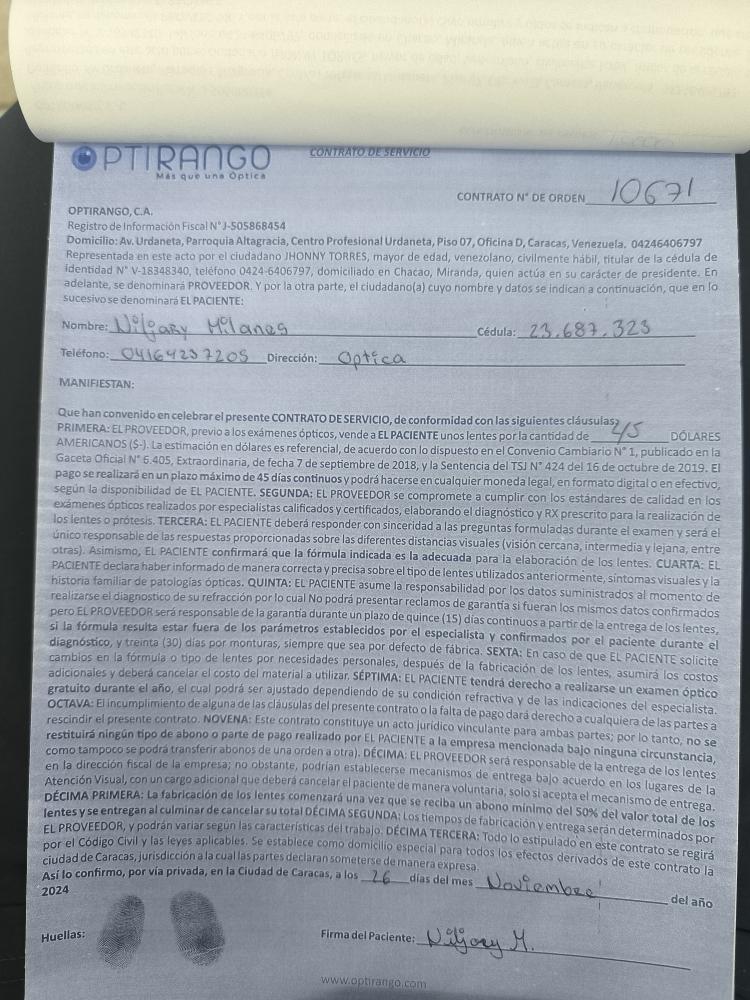 OPTIRANGO
Más que una Óptica
CONTRATO DE SERVICIO
CONTRATO N° DE ORDEN 10671
OPTIRANGO, C.A.
Registro de Información Fiscal N°J-505868454
Domicilio: Av. Urdaneta, Parroquia Altagracia, Centro Profesional Urdaneta, Piso 07, Oficina D, Caracas, Venezuela. 04246406797
Representada en este acto por el ciudadano JHONNY TORRES, mayor de edad, venezolano, civilmente hábil, titular de la cédula de
identidad N° V-18348340, teléfono 0424-6406797, domiciliado en Chacao, Miranda, quien actúa en su carácter de presidente. En
adelante, se denominará PROVEEDOR. Y por la otra parte, el ciudadano(a) cuyo nombre y datos se indican a continuación, que en lo
sucesivo se denominará EL PACIENTE:
Nombre: Niljary Milanes Cédula: 23.687.323
Teléfono: 04164237205 Dirección: Optica
MANIFIESTAN:
Que han convenido en celebrar el presente CONTRATO DE SERVICIO, de conformidad con las siguientes cláusulas:
PRIMERA: EL PROVEEDOR, previo a los exámenes ópticos, vende a EL PACIENTE unos lentes por la cantidad de DÓLARES
AMERICANOS ($-). La estimación en dólares es referencial, de acuerdo con lo dispuesto en el Convenio Cambiario N° 1, publicado en la
Gaceta Oficial N° 6.405, Extraordinaria, de fecha 7 de septiembre de 2018, y la Sentencia del TSJ N° 424 del 16 de octubre de 2019. El
pago se realizará en un plazo máximo de 45 días continuos y podrá hacerse en cualquier moneda legal, en formato digital o en efectivo,
según la disponibilidad de EL PACIENTE. SEGUNDA: EL PROVEEDOR se compromete a cumplir con los estándares de calidad en los
exámenes ópticos realizados por especialistas calificados y certificados, elaborando el diagnóstico y RX prescrito para la realización de
los lentes o prótesis. TERCERA: EL PACIENTE deberá responder con sinceridad a las preguntas formuladas durante el examen y será el
único responsable de las respuestas proporcionadas sobre las diferentes distancias visuales (visión cercana, intermedia y lejana, entre
otras). Asimismo, EL PACIENTE confirmará que la fórmula indicada es la adecuada para la elaboración de los lentes. CUARTA: EL
PACIENTE declara haber informado de manera correcta y precisa sobre el tipo de lentes utilizados anteriormente, síntomas visuales y la
historia familiar de patologías ópticas. QUINTA: EL PACIENTE asume la responsabilidad por los datos suministrados al momento de
realizarse el diagnostico de su refracción por lo cual No podrá presentar reclamos de garantía si fueran los mismos datos confirmados
pero EL PROVEEDOR será responsable de la garantía durante un plazo de quince (15) días continuos a partir de la entrega de los lentes,
si la fórmula resulta estar fuera de los parámetros establecidos por el especialista y confirmados por el paciente durante el
diagnóstico, y treinta (30) días por monturas, siempre que sea por defecto de fábrica. SEXTA: En caso de que EL PACIENTE solicite
cambios en la fórmula o tipo de lentes por necesidades personales, después de la fabricación de los lentes, asumirá los costos
adicionales y deberá cancelar el costo del material a utilizar. SÉPTIMA: EL PACIENTE tendrá derecho a realizarse un examen óptico
gratuito durante el año, el cual podrá ser ajustado dependiendo de su condición refractiva y de las indicaciones del especialista.
OCTAVA: El incumplimiento de alguna de las cláusulas del presente contrato o la falta de pago dará derecho a cualquiera de las partes a
rescindir el presente contrato. NOVENA: Este contrato constituye un acto jurídico vinculante para ambas partes; por lo tanto, no se
restituirá ningún tipo de abono o parte de pago realizado por EL PACIENTE a la empresa mencionada bajo ninguna circunstancia,
como tampoco se podrá transferir abonos de una orden a otra). DÉCIMA: EL PROVEEDOR será responsable de la entrega de los lentes
en la dirección fiscal de la empresa; no obstante, podrían establecerse mecanismos de entrega bajo acuerdo en los lugares de la
Atención Visual, con un cargo adicional que deberá cancelar el paciente de manera voluntaria, solo si acepta el mecanismo de entrega.
DÉCIMA PRIMERA: La fabricación de los lentes comenzará una vez que se reciba un abono mínimo del 50% del valor total de los
lentes y se entregan al culminar de cancelar su total DÉCIMA SEGUNDA: Los tiempos de fabricación y entrega serán determinados por
EL PROVEEDOR, y podrán variar según las características del trabajo. DÉCIMA TERCERA: Todo lo estipulado en este contrato se regirá
por el Código Civil y las leyes aplicables. Se establece como domicilio especial para todos los efectos derivados de este contrato la
ciudad de Caracas, jurisdicción a la cual las partes declaran someterse de manera expresa.
Así lo confirmo, por vía privada, en la Ciudad de Caracas, a los 26 días del mes Noviembre del año
2024
Huellas: Firma del Paciente: Niljary M.
www.optirango.com